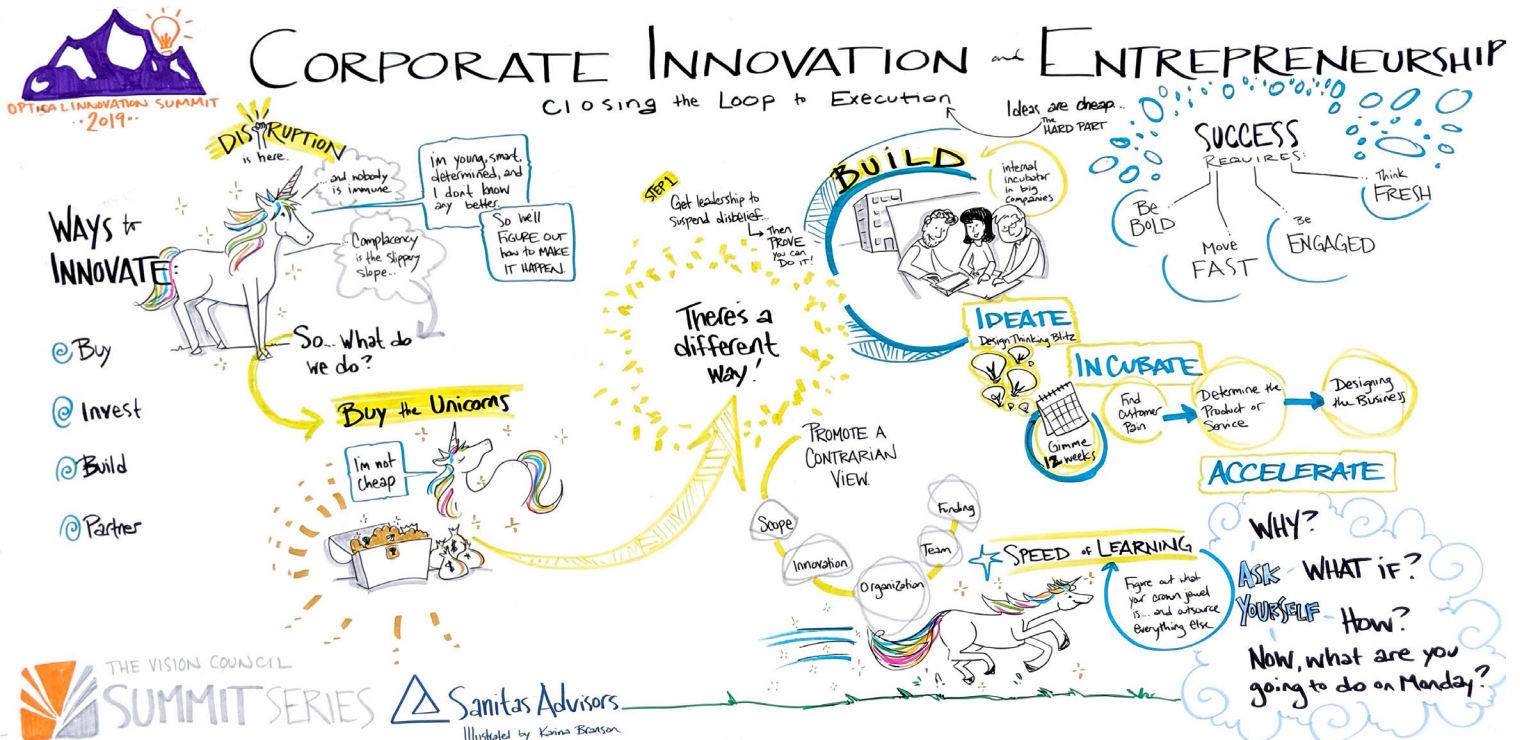 OPTICAL INNOVATION SUMMIT
··2019··
CORPORATE INNOVATION and ENTREPRENEURSHIP
Closing the Loop to Execution
Ideas are cheap...
The
HARD PART
DISRUPTION
is here.
...and nobody
is immune.
im young, smart,
determined, and
I dont know
any better.
So well
FIGURE OUT
how to MAKE
IT HAPPEN.
Complacency
is the slippery
slope...
WAYS to
INNOVATE:
Buy
Invest
Build
Partner
So... What do
we do?
Buy the Unicorns
I'm not
cheap
$
$
$
STEP 1
Get leadership to
suspend disbelief...
Then
PROVE
you can
DO IT!
There's a
different
way!
BUILD
internal
incubator
in big
companies
SUCCESS
REQUIRES:
Be
BOLD
Move
FAST
Be
ENGAGED
Think
FRESH
IDEATE
Design Thinking Blitz
INCUBATE
Gimme
12 weeks
Find
Customer
Pain
Determine the
Product or
Service
Designing
the Business
ACCELERATE
PROMOTE A
CONTRARIAN
VIEW.
Scope
Innovation
Organization
Team
Funding
SPEED of LEARNING
Figure out what
your crown jewel
is... and outsource
everything else
ASK
YOURSELF
WHY?
WHAT iF?
How?
Now, what are you
going to do on Monday?
THE VISION COUNCIL
SUMMIT SERIES
Sanitas Advisors
Illustrated by Karina Branson